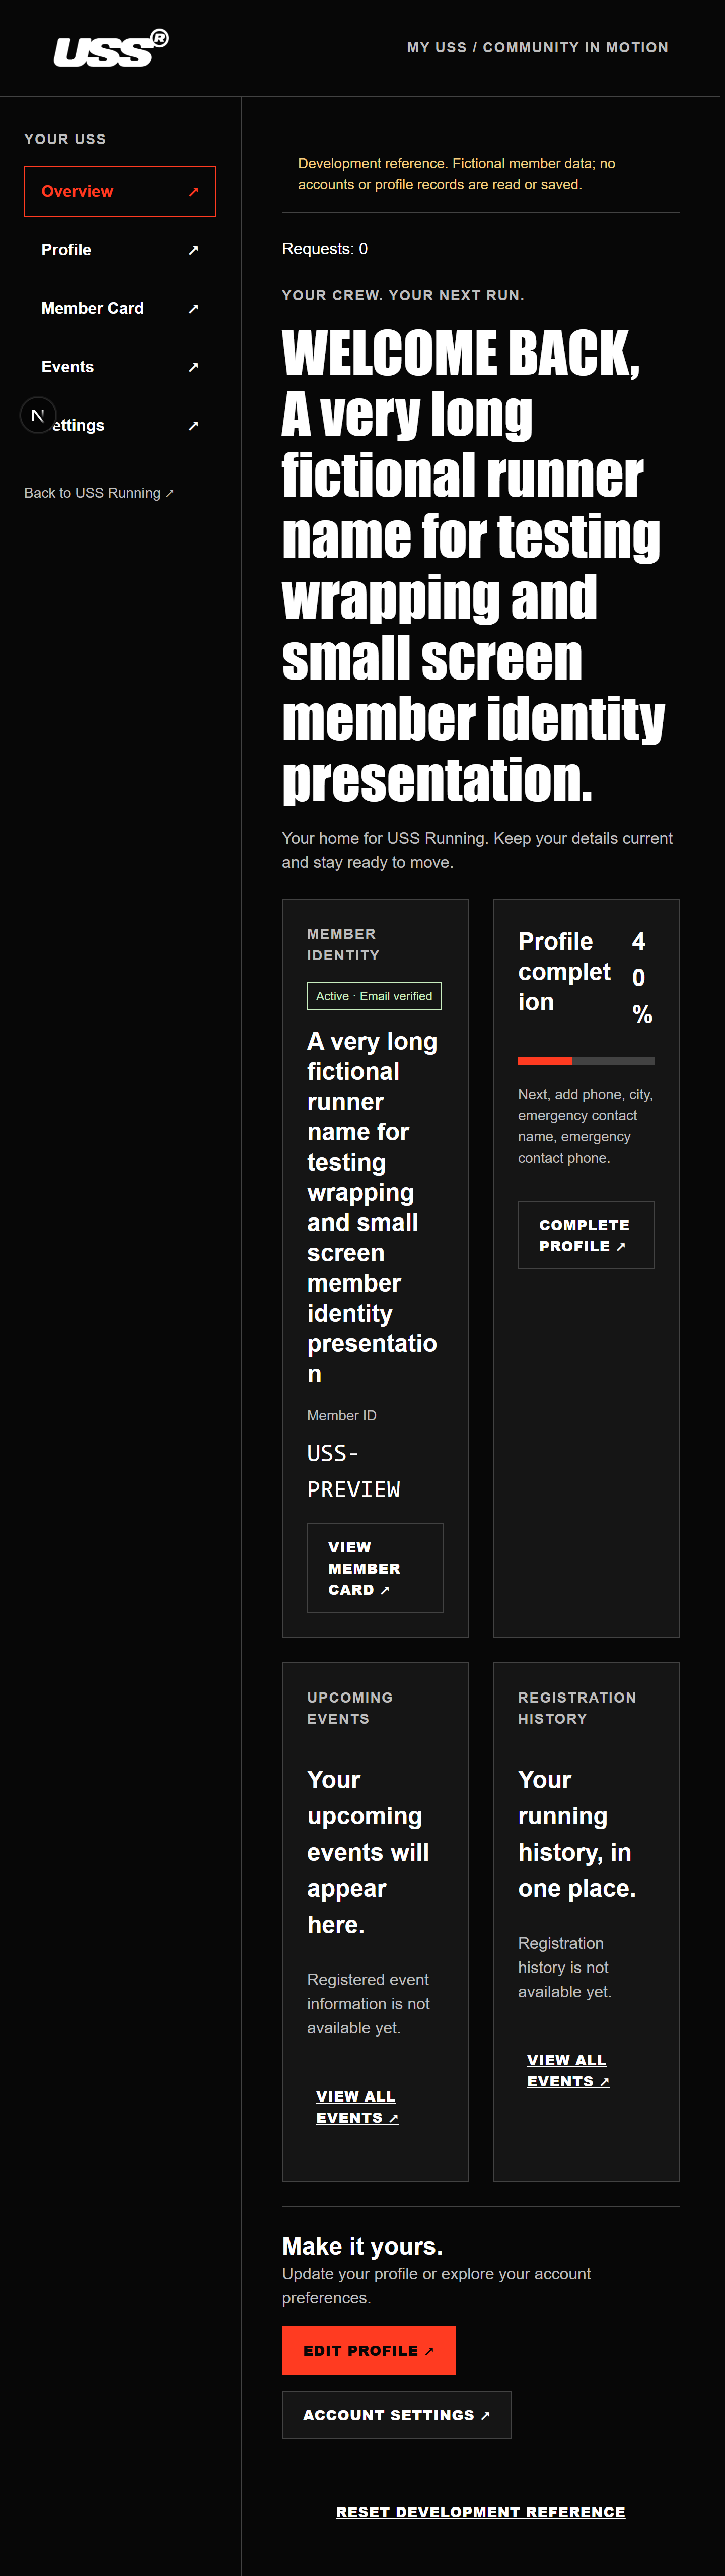 USS®
MY USS / COMMUNITY IN MOTION
YOUR USS
Overview ↗
Profile ↗
Member Card ↗
Events ↗
N
ettings ↗
Back to USS Running ↗
Development reference. Fictional member data; no
accounts or profile records are read or saved.
Requests: 0
YOUR CREW. YOUR NEXT RUN.
WELCOME BACK,
A very long
fictional runner
name for testing
wrapping and
small screen
member identity
presentation.
Your home for USS Running. Keep your details current
and stay ready to move.
MEMBER
IDENTITY
Active · Email verified
A very long
fictional
runner
name for
testing
wrapping
and small
screen
member
identity
presentatio
n
Member ID
USS-
PREVIEW
VIEW
MEMBER
CARD ↗
Profile
complet
ion
4
0
%
Next, add phone, city,
emergency contact
name, emergency
contact phone.
COMPLETE
PROFILE ↗
UPCOMING
EVENTS
Your
upcoming
events will
appear
here.
Registered event
information is not
available yet.
VIEW ALL
EVENTS ↗
REGISTRATION
HISTORY
Your
running
history, in
one place.
Registration
history is not
available yet.
VIEW ALL
EVENTS ↗
Make it yours.
Update your profile or explore your account
preferences.
EDIT PROFILE ↗
ACCOUNT SETTINGS ↗
RESET DEVELOPMENT REFERENCE